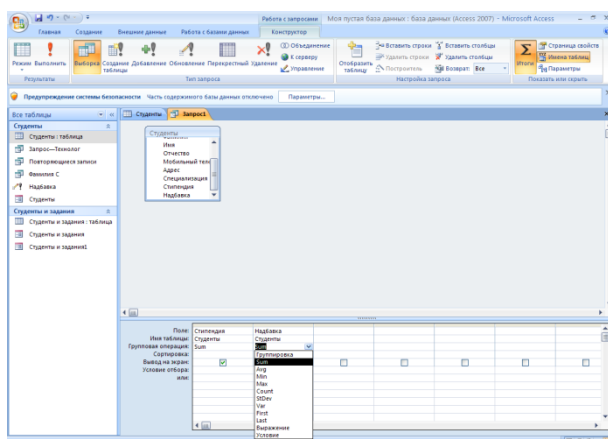 Работа с запросами Моя пустая база данных : база данных (Access 2007) - Microsoft Access
Главная Создание Внешние данные Работа с базами данных Конструктор
Режим Выполнить Выборка Создание таблицы Добавление Обновление Перекрестный Удаление
Объединение
К серверу
Управление
Отобразить таблицу
Вставить строки
Удалить строки
Построитель
Вставить столбцы
Удалить столбцы
Возврат: Все
Итоги
Страница свойств
Имена таблиц
Параметры
Результаты Тип запроса Настройка запроса Показать или скрыть
Предупреждение системы безопасности Часть содержимого базы данных отключено Параметры...
Все таблицы
Студенты
Студенты : таблица
Запрос—Технолог
Повторяющиеся записи
Фамилия С
Надбавка
Студенты
Студенты и задания
Студенты и задания : таблица
Студенты и задания
Студенты и задания1
Студенты Запрос1
Студенты
Имя
Отчество
Мобильный тел
Адрес
Специализация
Стипендия
Надбавка
Поле: Стипендия Надбавка
Имя таблицы: Студенты Студенты
Групповая операция: Sum Sum
Сортировка:
Вывод на экран:
Условие отбора:
или:
Группировка
Sum
Avg
Min
Max
Count
StDev
Var
First
Last
Выражение
Условие